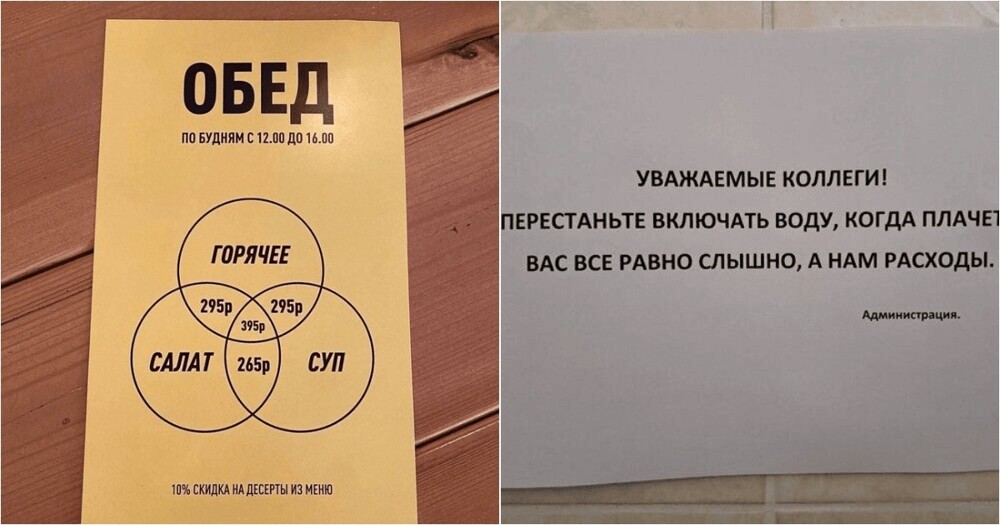 ОБЕД
ПО БУДНЯМ С 12.00 ДО 16.00
ГОРЯЧЕЕ
295р 295р
395р
САЛАТ 265р СУП
10% СКИДКА НА ДЕСЕРТЫ ИЗ МЕНЮ
УВАЖАЕМЫЕ КОЛЛЕГИ!
ПЕРЕСТАНЬТЕ ВКЛЮЧАТЬ ВОДУ, КОГДА ПЛАЧЕТ
ВАС ВСЕ РАВНО СЛЫШНО, А НАМ РАСХОДЫ.
Администрация.